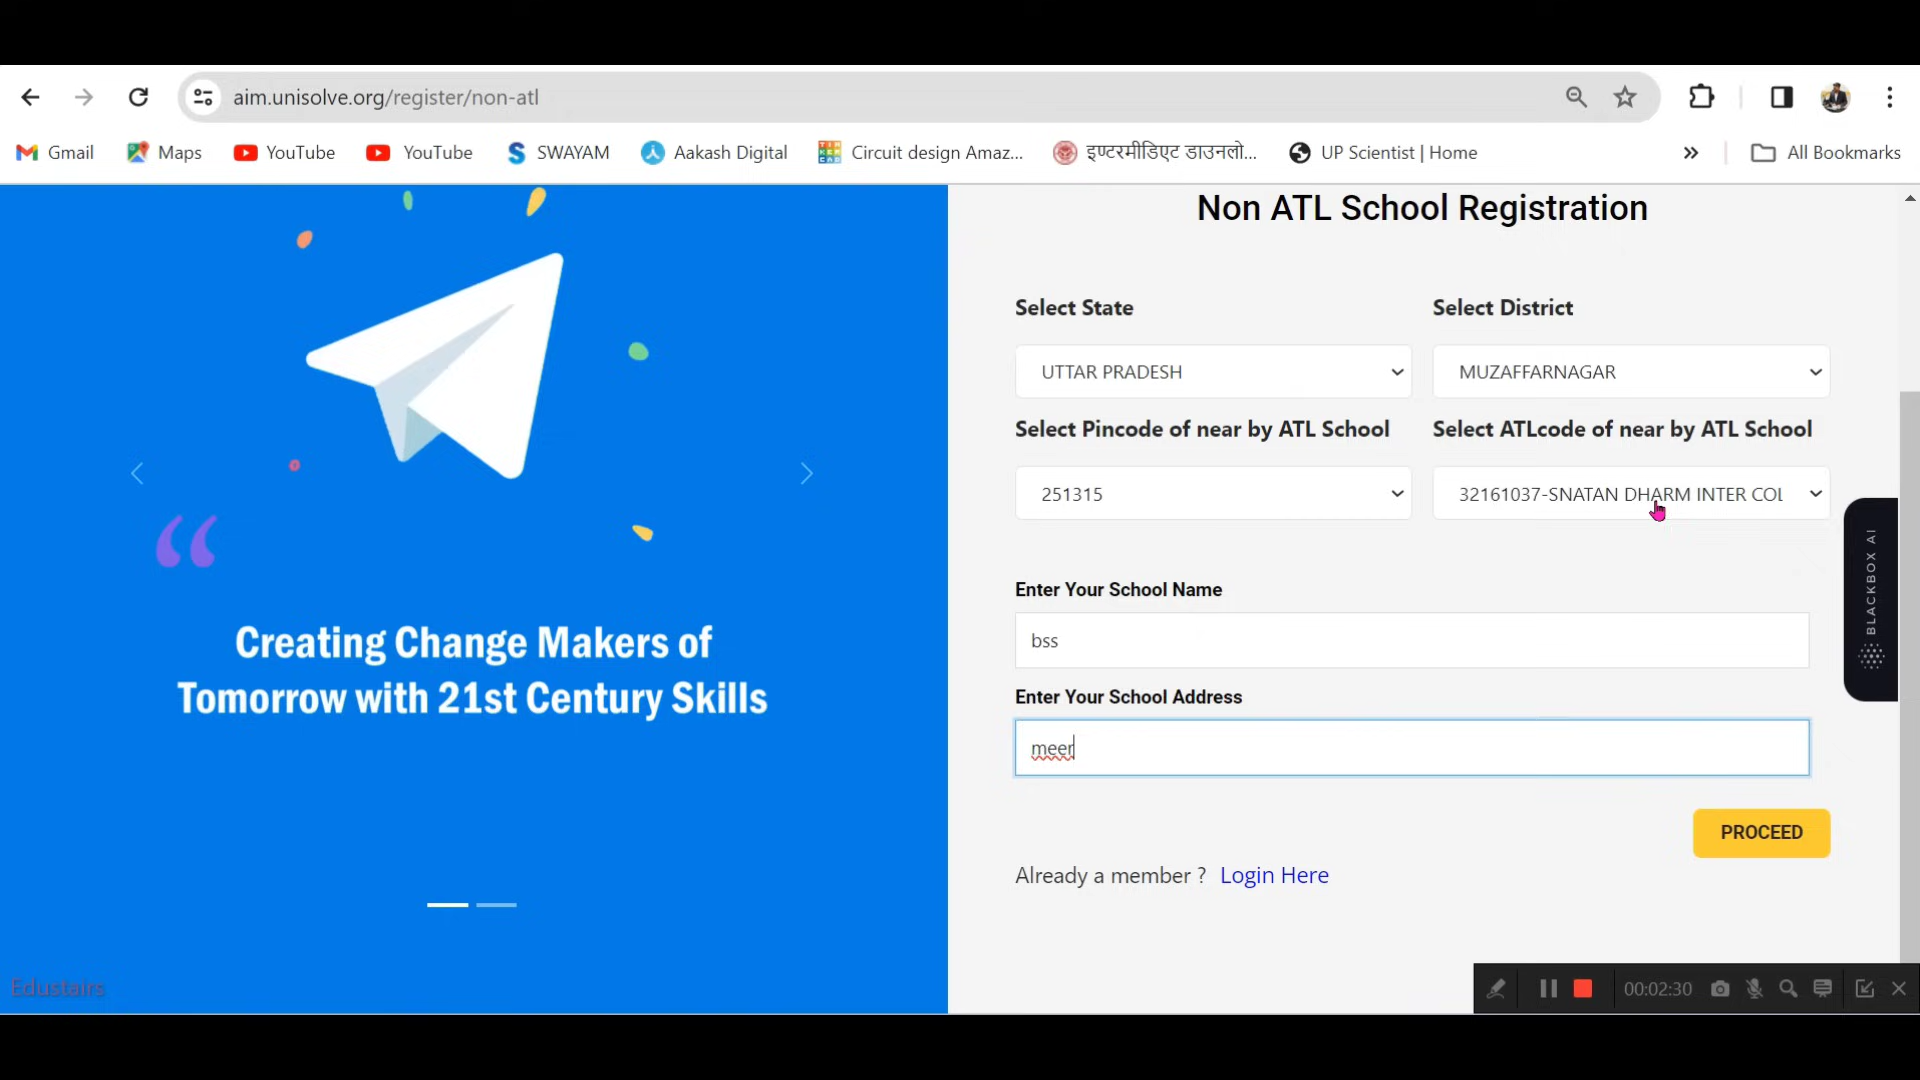 aim.unisolve.org/register/non-atl
Gmail
Maps
YouTube
YouTube
SWAYAM
Aakash Digital
Circuit design Amaz...
इण्टरमीडिएट डाउनलो...
UP Scientist | Home
All Bookmarks
Non ATL School Registration
Select State
Select District
UTTAR PRADESH
MUZAFFARNAGAR
Select Pincode of near by ATL School
Select ATLcode of near by ATL School
251315
32161037-SNATAN DHARM INTER COL
Enter Your School Name
bss
Enter Your School Address
meer
PROCEED
Already a member ? Login Here
BLACKBOX AI
“
Creating Change Makers of
Tomorrow with 21st Century Skills
Edustairs
00:02:30